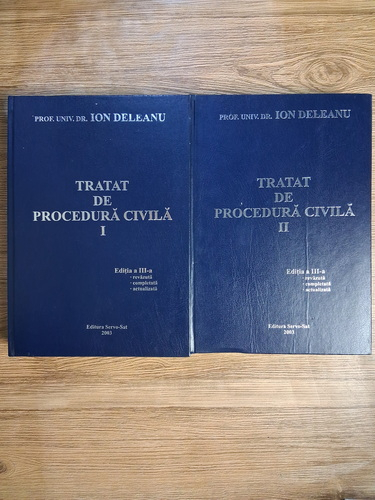 PROF. UNIV. DR. ION DELEANU
TRATAT
DE
PROCEDURĂ CIVILĂ
I
Ediția a III-a
- revăzută
- completată
- actualizată
Editura Servo-Sat
2003
PROF. UNIV. DR. ION DELEANU
TRATAT
DE
PROCEDURĂ CIVILĂ
II
Ediția a III-a
- revăzută
- completată
- actualizată
Editura Servo-Sat
2003